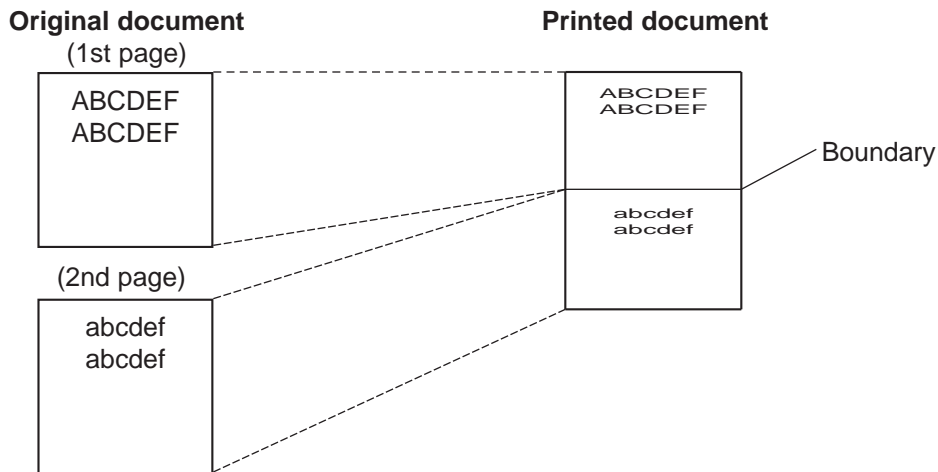 Original document
(1st page)
ABCDEF
ABCDEF
(2nd page)
abcdef
abcdef
Printed document
ABCDEF
ABCDEF
Boundary
abcdef
abcdef